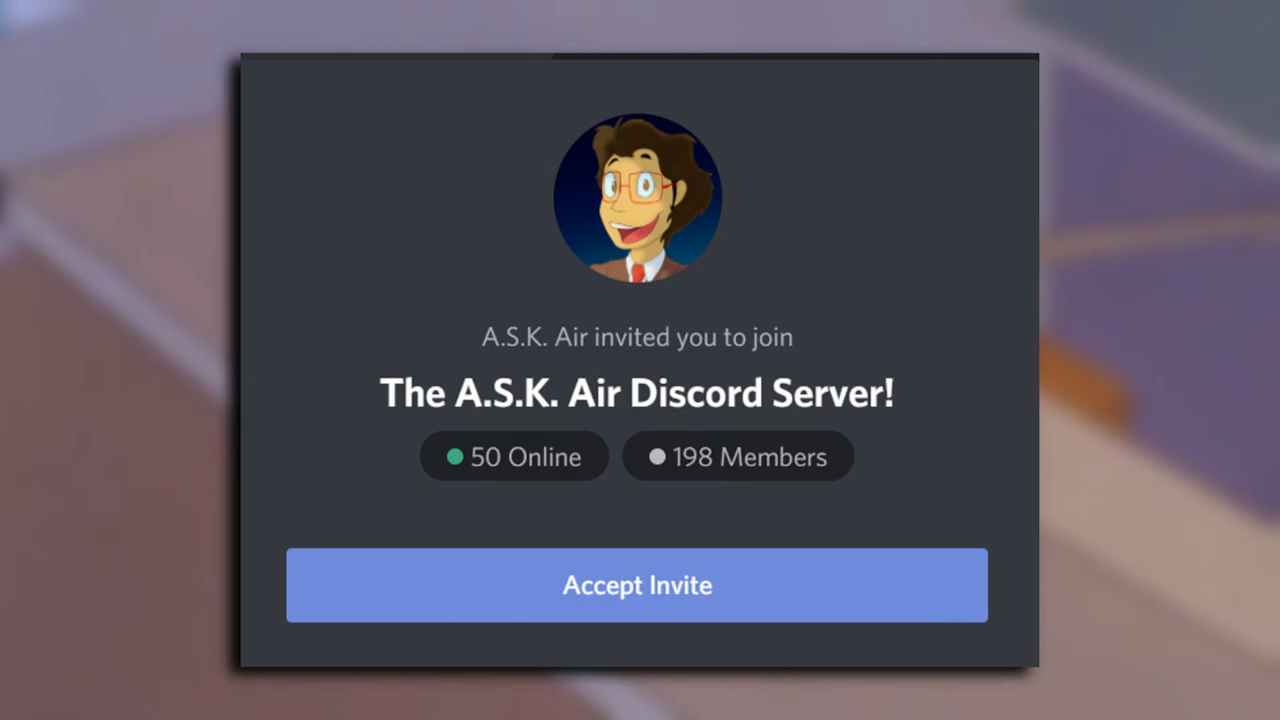 A.S.K. Air invited you to join
The A.S.K. Air Discord Server!
50 Online 198 Members
Accept Invite